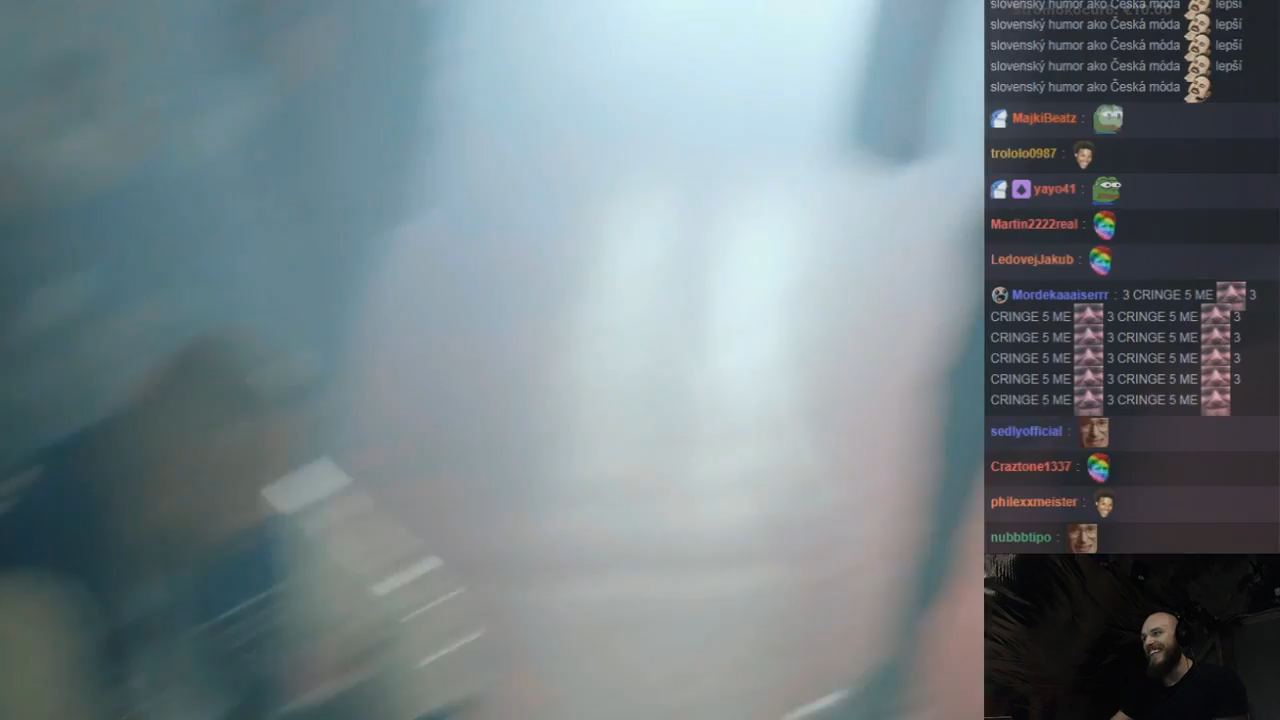 slovenský humor ako Česká móda lepší
slovenský humor ako Česká móda lepší
slovenský humor ako Česká móda lepší
slovenský humor ako Česká móda lepší
slovenský humor ako Česká móda
MajkiBeatz :
trololo0987 :
yayo41 :
Martin2222real :
LedovejJakub :
Mordekaaaiserrr : 3 CRINGE 5 ME 3
CRINGE 5 ME 3 CRINGE 5 ME 3
CRINGE 5 ME 3 CRINGE 5 ME 3
CRINGE 5 ME 3 CRINGE 5 ME 3
CRINGE 5 ME 3 CRINGE 5 ME 3
CRINGE 5 ME 3 CRINGE 5 ME
sedlyofficial :
Craztone1337 :
philexxmeister :
nubbbtipo :